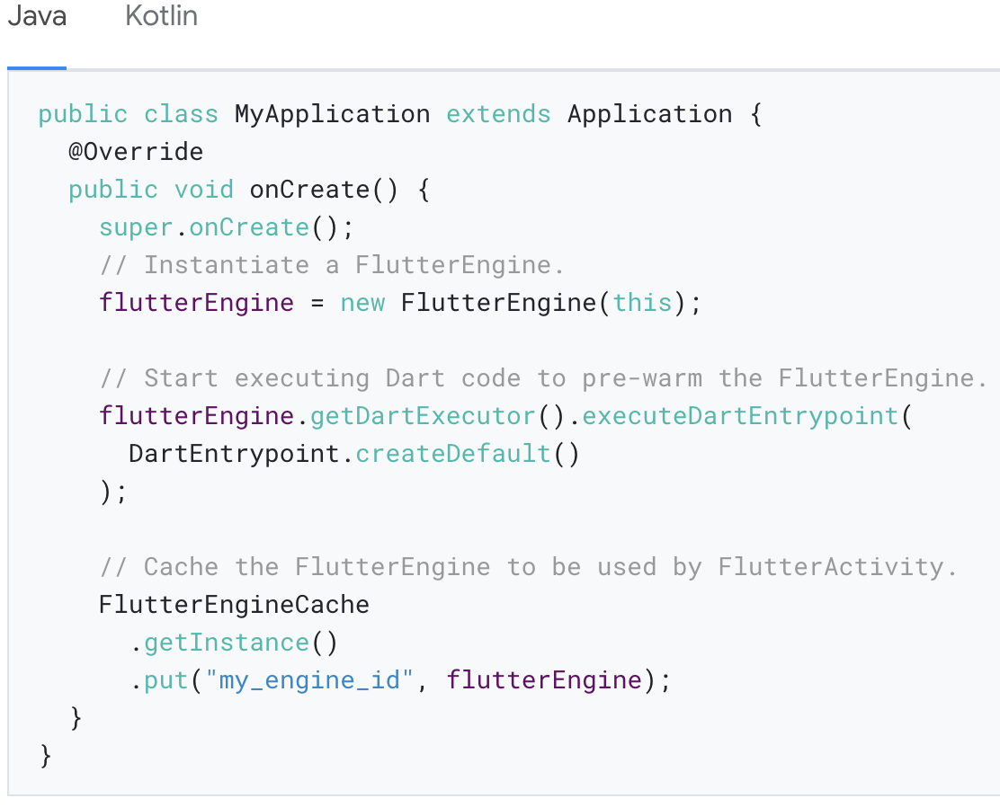 Java Kotlin
public class MyApplication extends Application {
  @Override
  public void onCreate() {
    super.onCreate();
    // Instantiate a FlutterEngine.
    flutterEngine = new FlutterEngine(this);

    // Start executing Dart code to pre-warm the FlutterEngine.
    flutterEngine.getDartExecutor().executeDartEntrypoint(
      DartEntrypoint.createDefault()
    );

    // Cache the FlutterEngine to be used by FlutterActivity.
    FlutterEngineCache
      .getInstance()
      .put("my_engine_id", flutterEngine);
  }
}